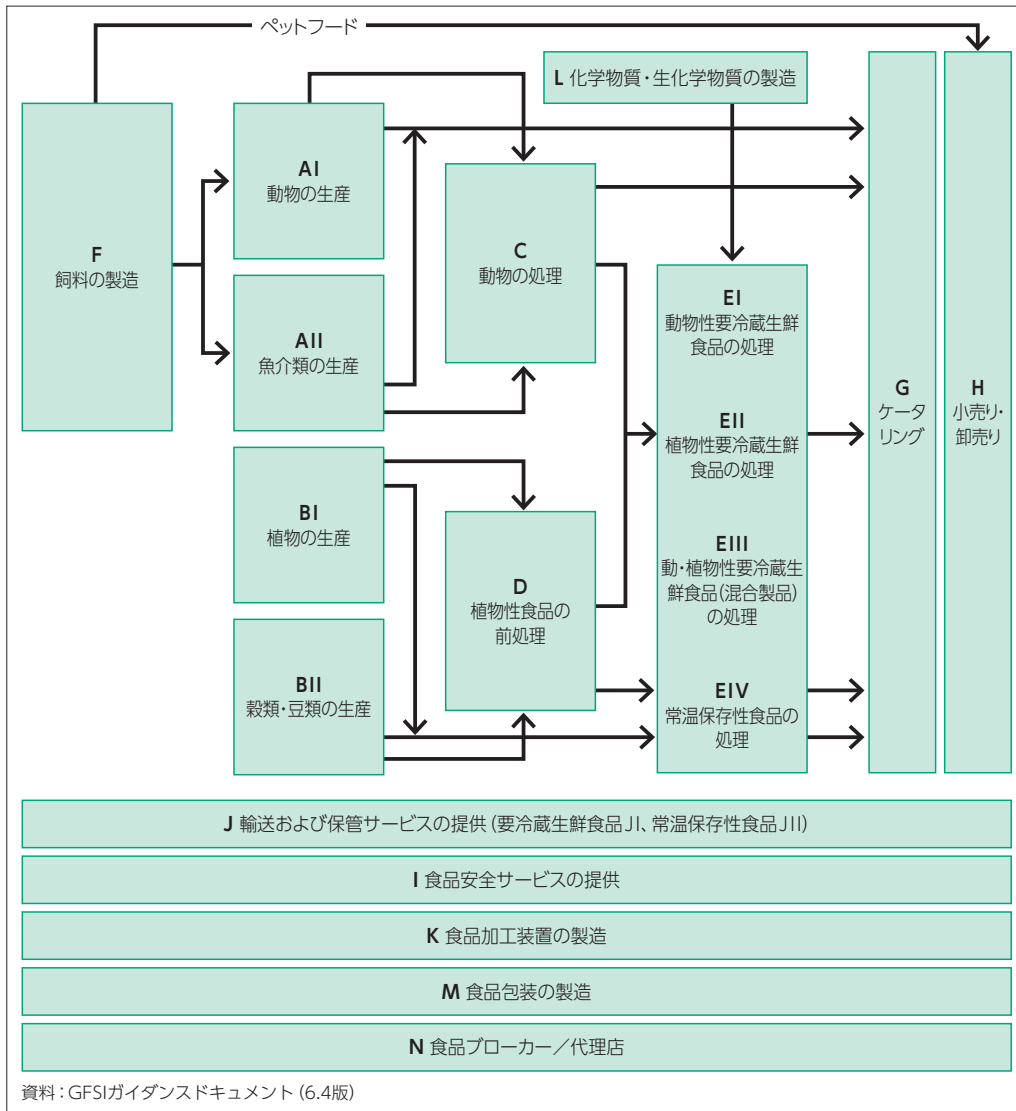 ペットフード
L 化学物質・生化学物質の製造
F
飼料の製造
AI
動物の生産
AII
魚介類の生産
BI
植物の生産
BII
穀類・豆類の生産
C
動物の処理
D
植物性食品の
前処理
EI
動物性要冷蔵生鮮
食品の処理
EII
植物性要冷蔵生鮮
食品の処理
EIII
動・植物性要冷蔵生
鮮食品(混合製品)
の処理
EIV
常温保存性食品の
処理
G
ケータ
リング
H
小売り・
卸売り
J 輸送および保管サービスの提供(要冷蔵生鮮食品JI、常温保存性食品JII)
I 食品安全サービスの提供
K 食品加工装置の製造
M 食品包装の製造
N 食品ブローカー/代理店
資料:GFSIガイダンスドキュメント(6.4版)